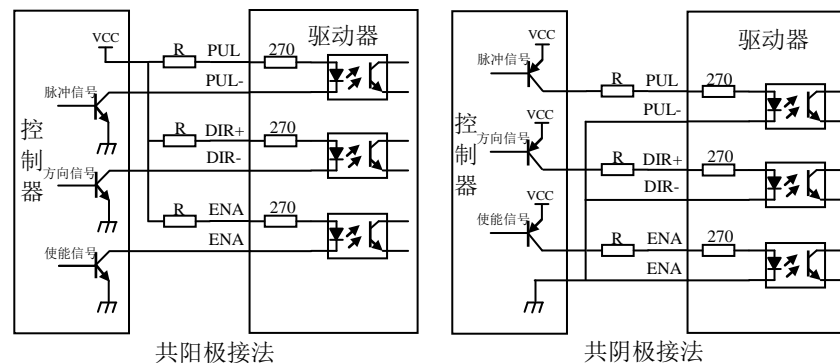 驱动器
VCC
R PUL 270
脉冲信号
PUL-
控制器
R DIR+ 270
DIR-
方向信号
R ENA 270
ENA
使能信号
共阳极接法
驱动器
VCC
脉冲信号
R PUL 270
PUL-
控制器
VCC
方向信号
R DIR+ 270
DIR-
VCC
使能信号
R ENA 270
ENA
共阴极接法